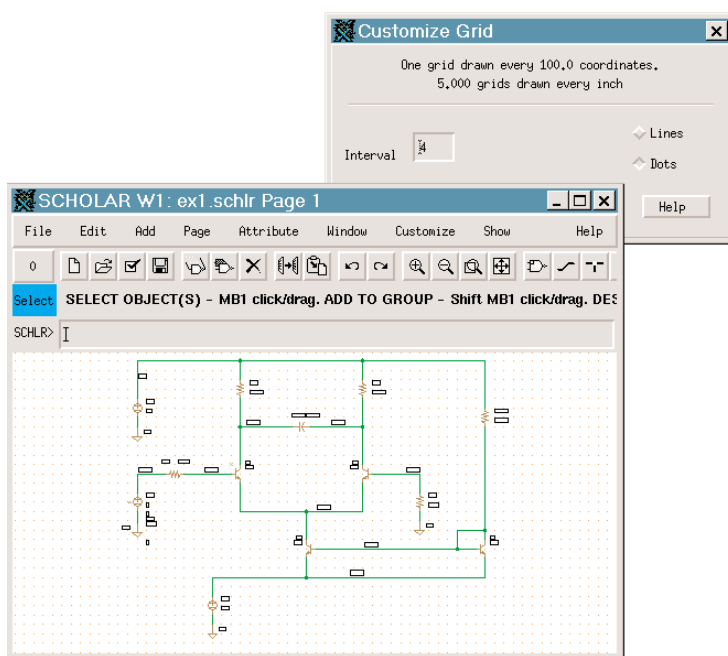 Customize Grid
One grid drawn every 100.0 coordinates.
5.000 grids drawn every inch
Interval 4
Lines
Dots
Help
SCHOLAR W1: ex1.schlr Page 1
File Edit Add Page Attribute Window Customize Show Help
0
Select SELECT OBJECT(S) - MB1 click/drag. ADD TO GROUP - Shift MB1 click/drag. DES
SCHLR>